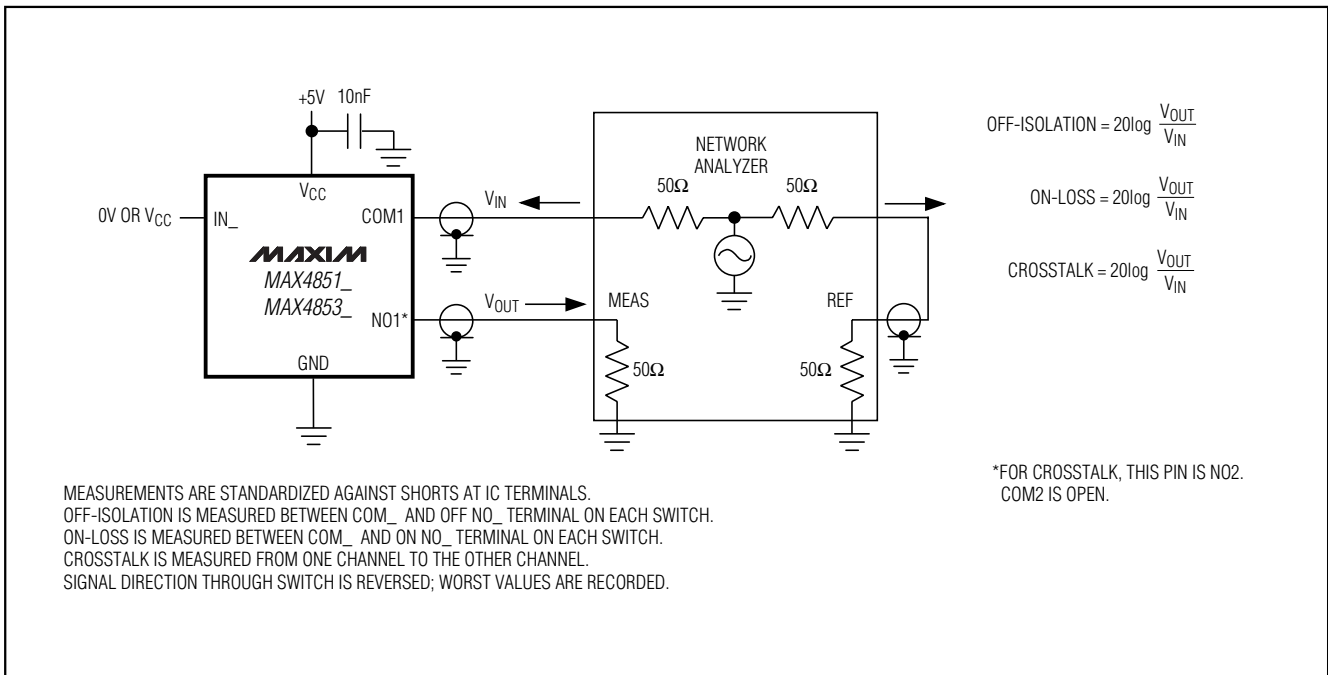 +5V 10nF
VCC
0V OR VCC
IN_
COM1
MAXIM
MAX4851_
MAX4853_
NO1*
GND
VIN
VOUT
NETWORK
ANALYZER
50Ω 50Ω
MEAS REF
50Ω 50Ω
OFF-ISOLATION = 20log VOUT
VIN
ON-LOSS = 20log VOUT
VIN
CROSSTALK = 20log VOUT
VIN
*FOR CROSSTALK, THIS PIN IS NO2.
COM2 IS OPEN.
MEASUREMENTS ARE STANDARDIZED AGAINST SHORTS AT IC TERMINALS.
OFF-ISOLATION IS MEASURED BETWEEN COM_ AND OFF NO_ TERMINAL ON EACH SWITCH.
ON-LOSS IS MEASURED BETWEEN COM_ AND ON NO_ TERMINAL ON EACH SWITCH.
CROSSTALK IS MEASURED FROM ONE CHANNEL TO THE OTHER CHANNEL.
SIGNAL DIRECTION THROUGH SWITCH IS REVERSED; WORST VALUES ARE RECORDED.